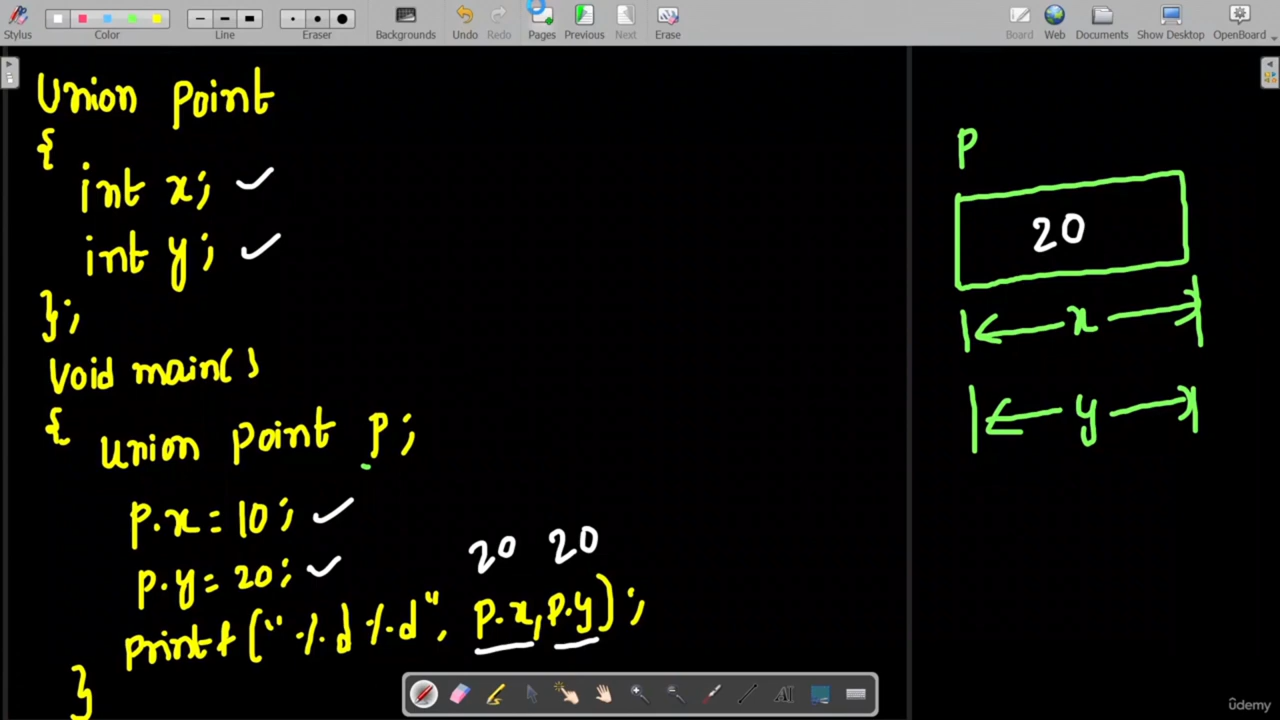 Stylus
Color
Line
Eraser
Backgrounds
Undo
Redo
Pages
Previous
Next
Erase
Board
Web
Documents
Show Desktop
OpenBoard
Union point
{
int x;
int y;
};
void main()
{ union point p;
p.x = 10;
p.y = 20;
20 20
printf("%d %d", p.x, p.y);
}
P
20
x
y
AI
ûdemy